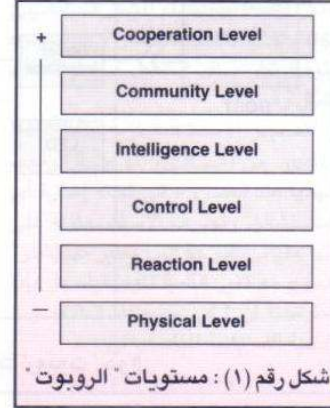 +
Cooperation Level
Community Level
Intelligence Level
Control Level
Reaction Level
—
Physical Level
شكل رقم (١) : مستويات " الروبوت "